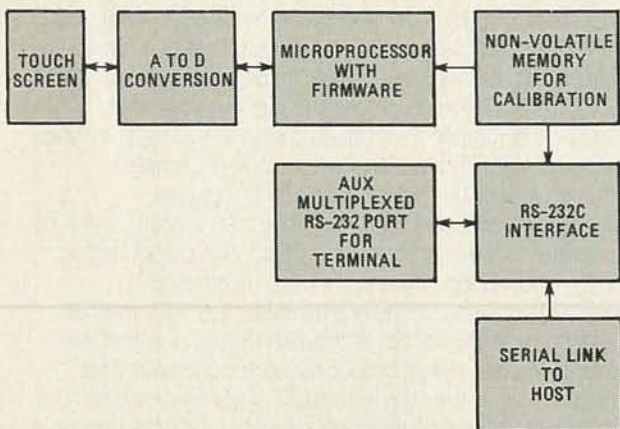 TOUCH
SCREEN
A TO D
CONVERSION
MICROPROCESSOR
WITH
FIRMWARE
NON-VOLATILE
MEMORY
FOR
CALIBRATION
AUX
MULTIPLEXED
RS-232 PORT
FOR
TERMINAL
RS-232C
INTERFACE
SERIAL LINK
TO
HOST